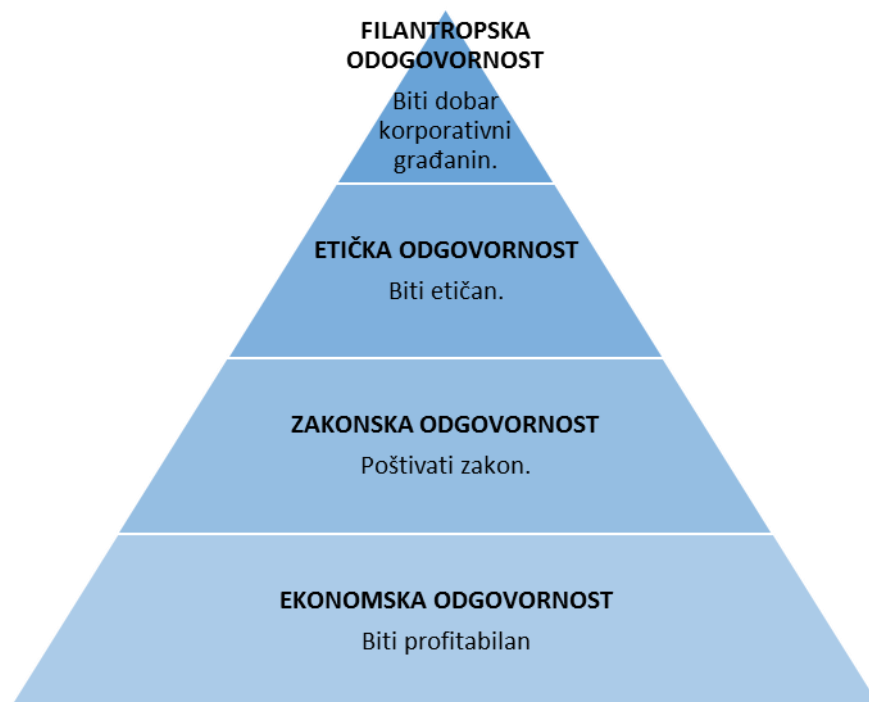 FILANTROPSKA
ODOGOVORNOST
Biti dobar
korporativni
građanin.
ETIČKA ODGOVORNOST
Biti etičan.
ZAKONSKA ODGOVORNOST
Poštivati zakon.
EKONOMSKA ODGOVORNOST
Biti profitabilan